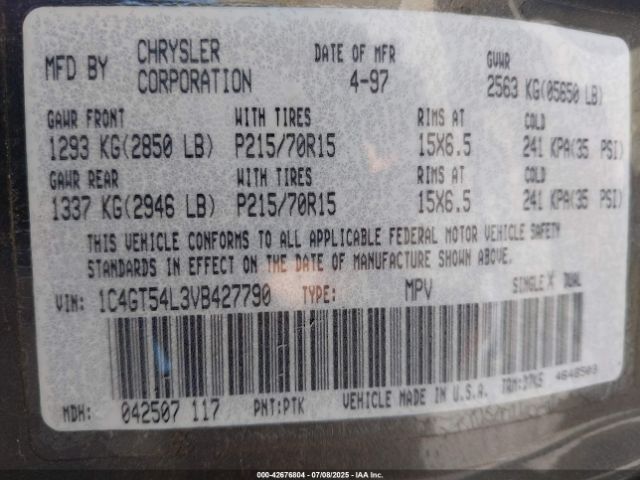 MFD BY CHRYSLER CORPORATION DATE OF MFR 4-97 GVWR 2563 KG(05650 LB)
GAWR FRONT WITH TIRES RIMS AT COLD
1293 KG(2850 LB) P215/70R15 15X6.5 241 KPA(35 PSI)
GAWR REAR WITH TIRES RIMS AT COLD
1337 KG(2946 LB) P215/70R15 15X6.5 241 KPA(35 PSI)
THIS VEHICLE CONFORMS TO ALL APPLICABLE FEDERAL MOTOR VEHICLE SAFETY
STANDARDS IN EFFECT ON THE DATE OF MANUFACTURE SHOWN ABOVE.
VIN: 1C4GT54L3VB427790 TYPE: MPV SINGLE X DUAL
MDH: 042507 117 PNT:PTK VEHICLE MADE IN U.S.A. TRM: 4648503
000-42676804 - 07/08/2025 - IAA Inc.